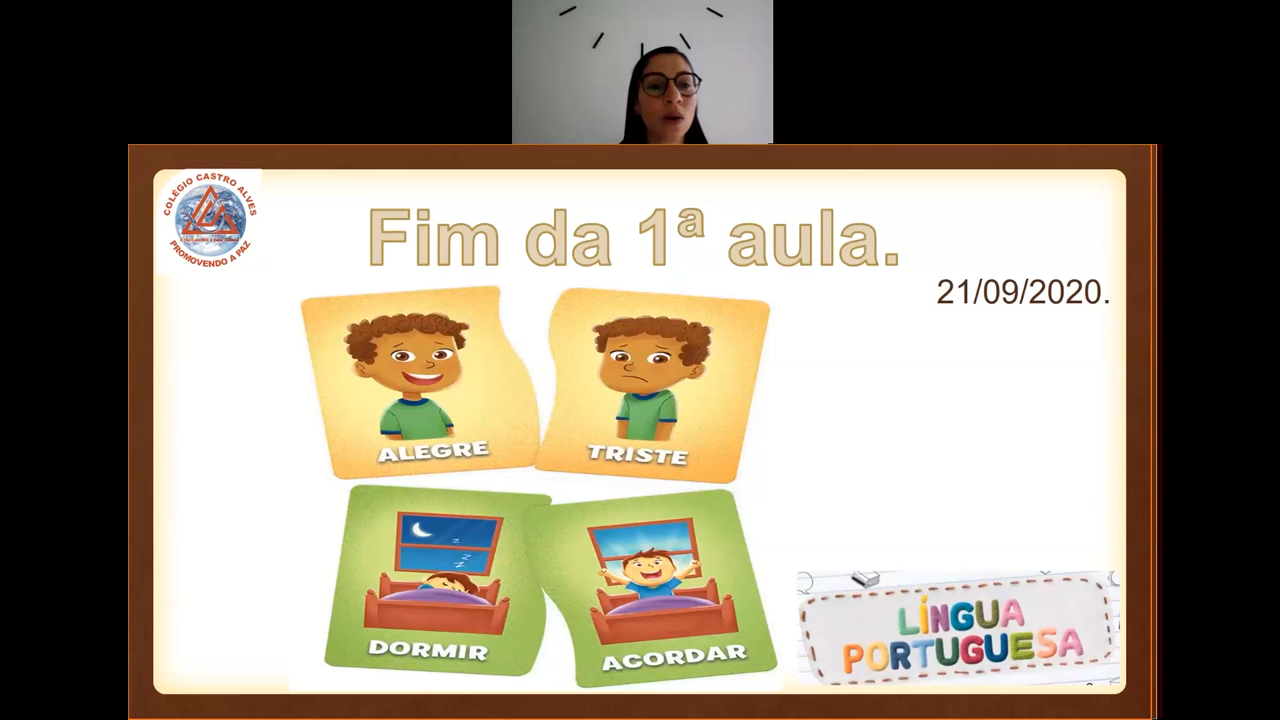 COLÉGIO CASTRO ALVES
PROMOVENDO A PAZ
Fim da 1ª aula.
21/09/2020.
ALEGRE
TRISTE
DORMIR
ACORDAR
LÍNGUA
PORTUGUESA